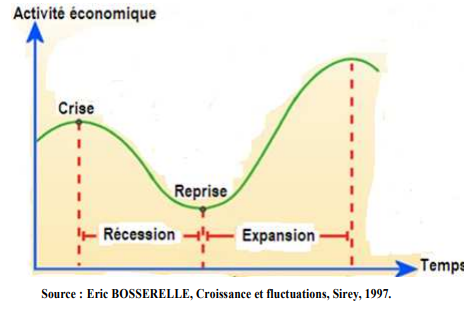 Activité économique
Crise
Reprise
Récession
Expansion
Temps
Source : Eric BOSSERELLE, Croissance et fluctuations, Sirey, 1997.